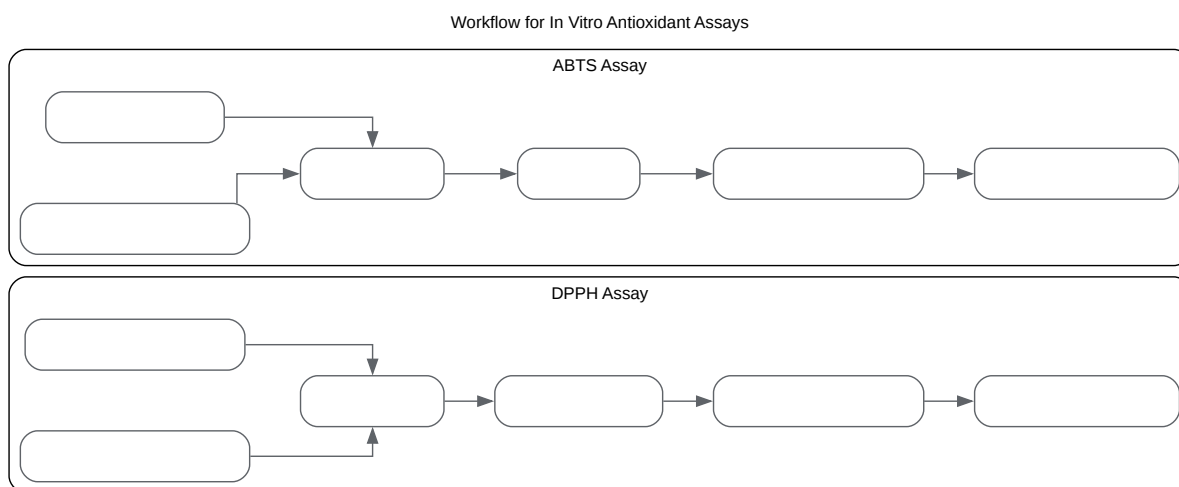 Workflow for In Vitro Antioxidant Assays
ABTS Assay
DPPH Assay